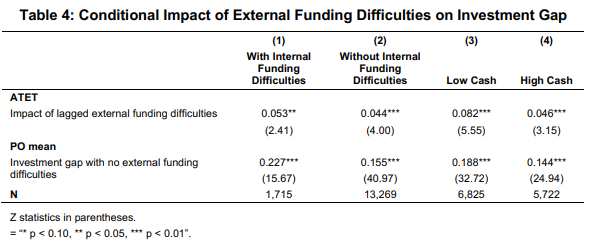 Table 4: Conditional Impact of External Funding Difficulties on Investment Gap
(1) (2) (3) (4)
With Internal Funding Difficulties Without Internal Funding Difficulties Low Cash High Cash
ATET
Impact of lagged external funding difficulties 0.053** 0.044*** 0.082*** 0.046***
(2.41) (4.00) (5.55) (3.15)
PO mean
Investment gap with no external funding difficulties 0.227*** 0.155*** 0.188*** 0.144***
(15.67) (40.97) (32.72) (24.94)
N 1,715 13,269 6,825 5,722
Z statistics in parentheses.
= "* p < 0.10, ** p < 0.05, *** p < 0.01".